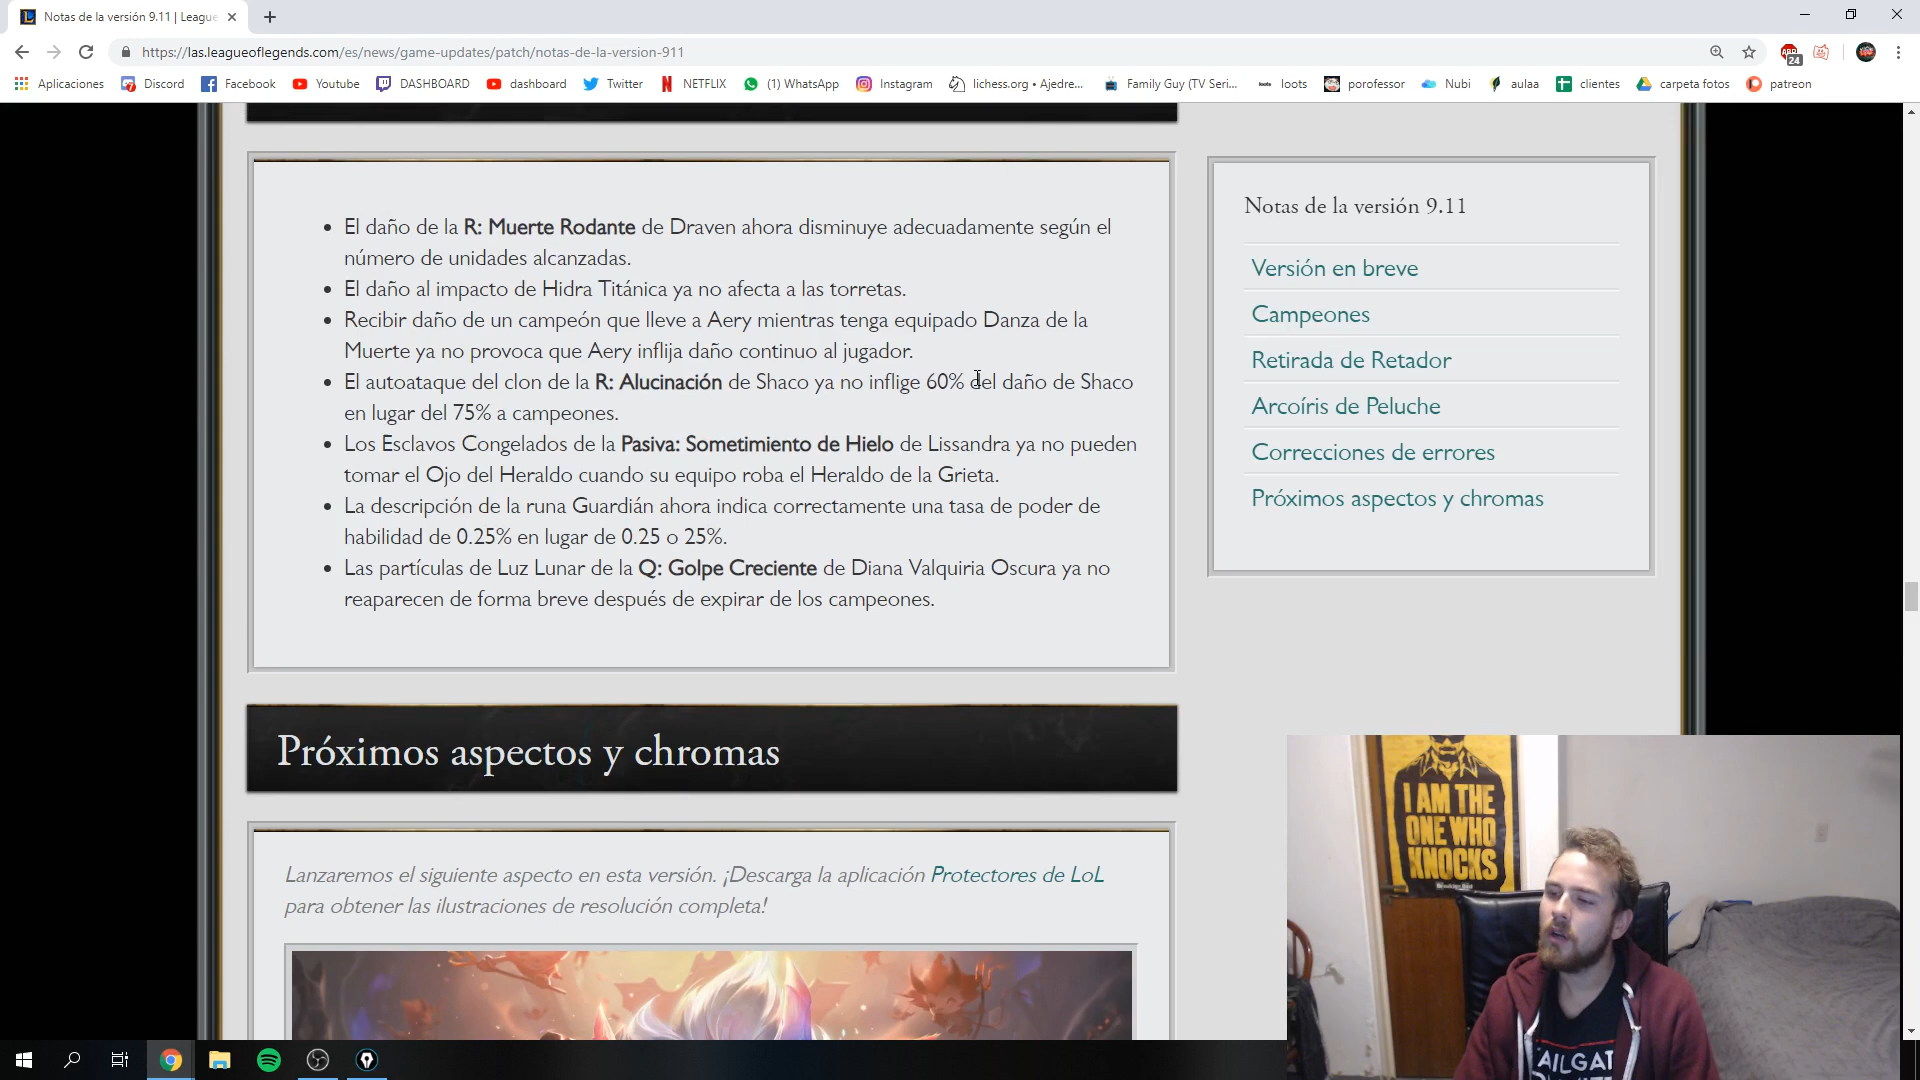 Notas de la versión 9.11 | League
https://las.leagueoflegends.com/es/news/game-updates/patch/notas-de-la-version-911
24
Aplicaciones Discord Facebook Youtube DASHBOARD dashboard Twitter NETFLIX (1) WhatsApp Instagram lichess.org • Ajedre... Family Guy (TV Seri... loots porofessor Nubi aulaa clientes carpeta fotos patreon
• El daño de la R: Muerte Rodante de Draven ahora disminuye adecuadamente según el
número de unidades alcanzadas.
• El daño al impacto de Hidra Titánica ya no afecta a las torretas.
• Recibir daño de un campeón que lleve a Aery mientras tenga equipado Danza de la
Muerte ya no provoca que Aery inflija daño continuo al jugador.
• El autoataque del clon de la R: Alucinación de Shaco ya no inflige 60% del daño de Shaco
en lugar del 75% a campeones.
• Los Esclavos Congelados de la Pasiva: Sometimiento de Hielo de Lissandra ya no pueden
tomar el Ojo del Heraldo cuando su equipo roba el Heraldo de la Grieta.
• La descripción de la runa Guardián ahora indica correctamente una tasa de poder de
habilidad de 0.25% en lugar de 0.25 o 25%.
• Las partículas de Luz Lunar de la Q: Golpe Creciente de Diana Valquiria Oscura ya no
reaparecen de forma breve después de expirar de los campeones.
Notas de la versión 9.11
Versión en breve
Campeones
Retirada de Retador
Arcoíris de Peluche
Correcciones de errores
Próximos aspectos y chromas
Próximos aspectos y chromas
Lanzaremos el siguiente aspecto en esta versión. ¡Descarga la aplicación Protectores de LoL
para obtener las ilustraciones de resolución completa!
I AM THE
ONE WHO
KNOCKS